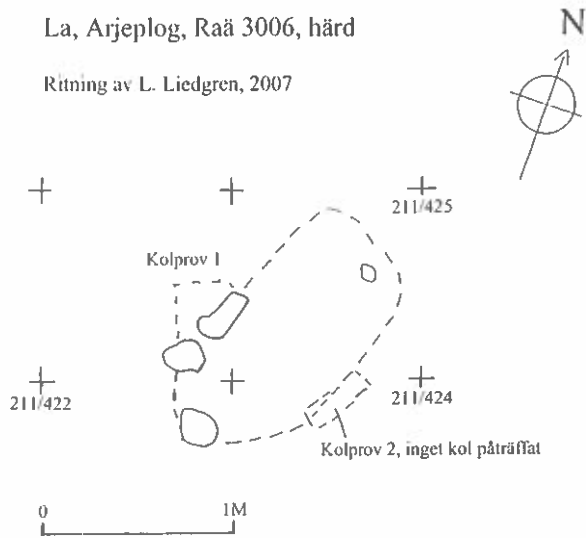 La, Arjeplog, Raä 3006, härd
N
Ritning av L. Liedgren, 2007
211/425
Kolprov 1
211/422
211/424
Kolprov 2, inget kol påträffat
0 1M